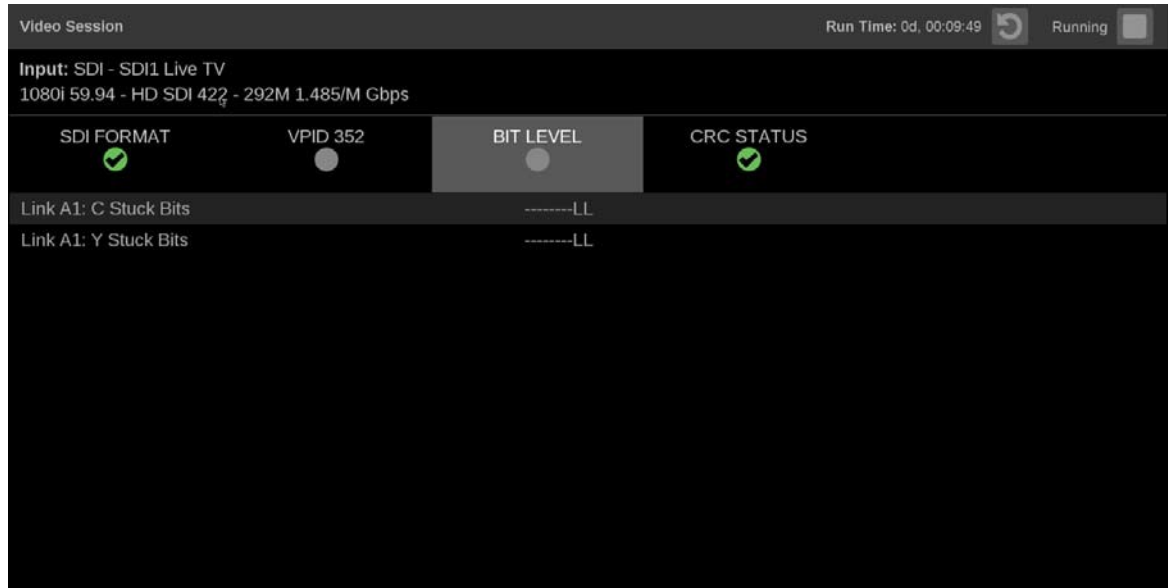 Video Session Run Time: 0d, 00:09:49 Running
Input: SDI - SDI1 Live TV
1080i 59.94 - HD SDI 422 - 292M 1.485/M Gbps
SDI FORMAT VPID 352 BIT LEVEL CRC STATUS
Link A1: C Stuck Bits --------LL
Link A1: Y Stuck Bits --------LL